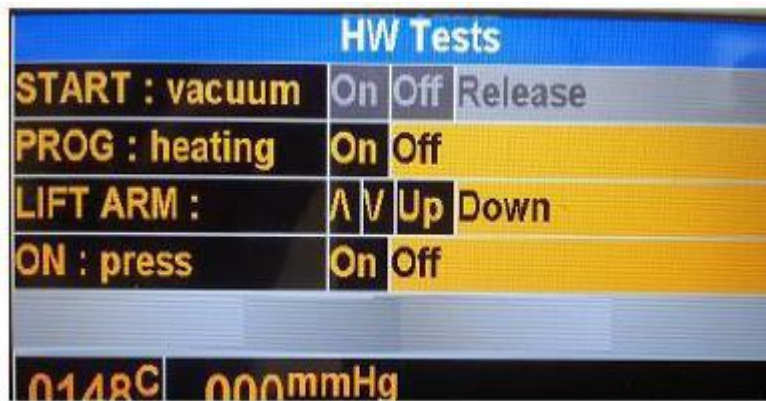 HW Tests
START : vacuum On Off Release
PROG : heating On Off
LIFT ARM : Λ V Up Down
ON : press On Off
0148C 000mmHg